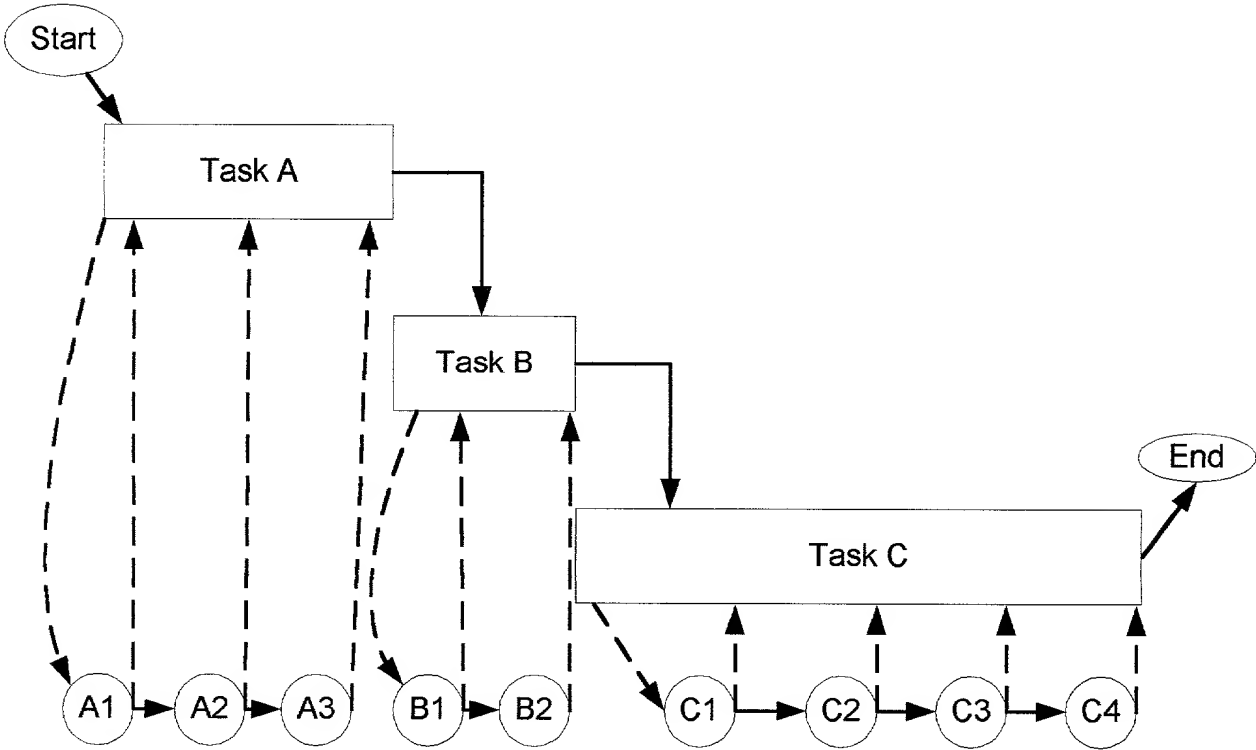 Start
Task A
Task B
End
Task C
A1
A2
A3
B1
B2
C1
C2
C3
C4